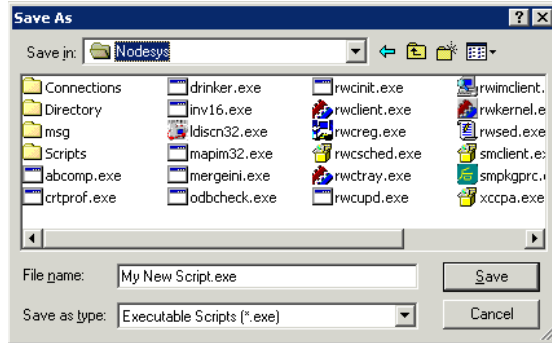 Save As
Save in: Nodesys
Connections drinker.exe rwcinit.exe rwimclient.
Directory inv16.exe rwclient.exe rwkernel.e
msg ldiscn32.exe rwcreg.exe rwsed.exe
Scripts mapim32.exe rwcsched.exe smclient.ex
abcomp.exe mergeini.exe rwctray.exe smpkgprc.
crtprof.exe odbcheck.exe rwcupd.exe xccpa.exe
File name: My New Script.exe Save
Save as type: Executable Scripts (*.exe) Cancel